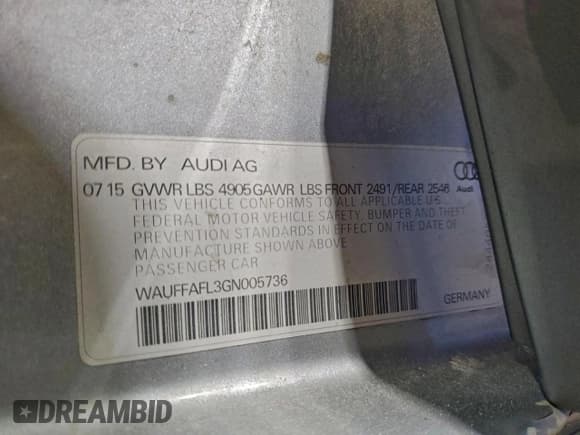 MFD. BY AUDI AG
07 15 GVWR LBS 4905 GAWR LBS FRONT 2491/REAR 2546
Audi
THIS VEHICLE CONFORMS TO ALL APPLICABLE U.S.
FEDERAL MOTOR VEHICLE SAFETY, BUMPER AND THEFT
PREVENTION STANDARDS IN EFFECT ON THE DATE OF
MANUFACTURE SHOWN ABOVE.
PASSENGER CAR
WAUFFAFL3GN005736
GERMANY
DREAMBID